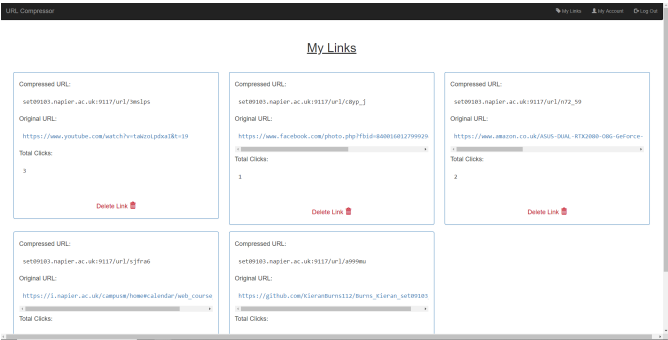 URL Compressor
My Links
My Account
Log Out
My Links
Compressed URL:
set09103.napier.ac.uk:9117/url/3mslps
Original URL:
https://www.youtube.com/watch?v=taWzoLpdxaI&t=19
Total Clicks:
3
Delete Link
Compressed URL:
set09103.napier.ac.uk:9117/url/c8yp_j
Original URL:
https://www.facebook.com/photo.php?fbid=840016012799929
Total Clicks:
1
Delete Link
Compressed URL:
set09103.napier.ac.uk:9117/url/n72_59
Original URL:
https://www.amazon.co.uk/ASUS-DUAL-RTX2080-O8G-GeForce-
Total Clicks:
2
Delete Link
Compressed URL:
set09103.napier.ac.uk:9117/url/sjfra6
Original URL:
https://i.napier.ac.uk/campusm/home#calendar/web_course
Total Clicks:
Compressed URL:
set09103.napier.ac.uk:9117/url/a999mu
Original URL:
https://github.com/KieranBurns112/Burns_Kieran_set09103
Total Clicks: